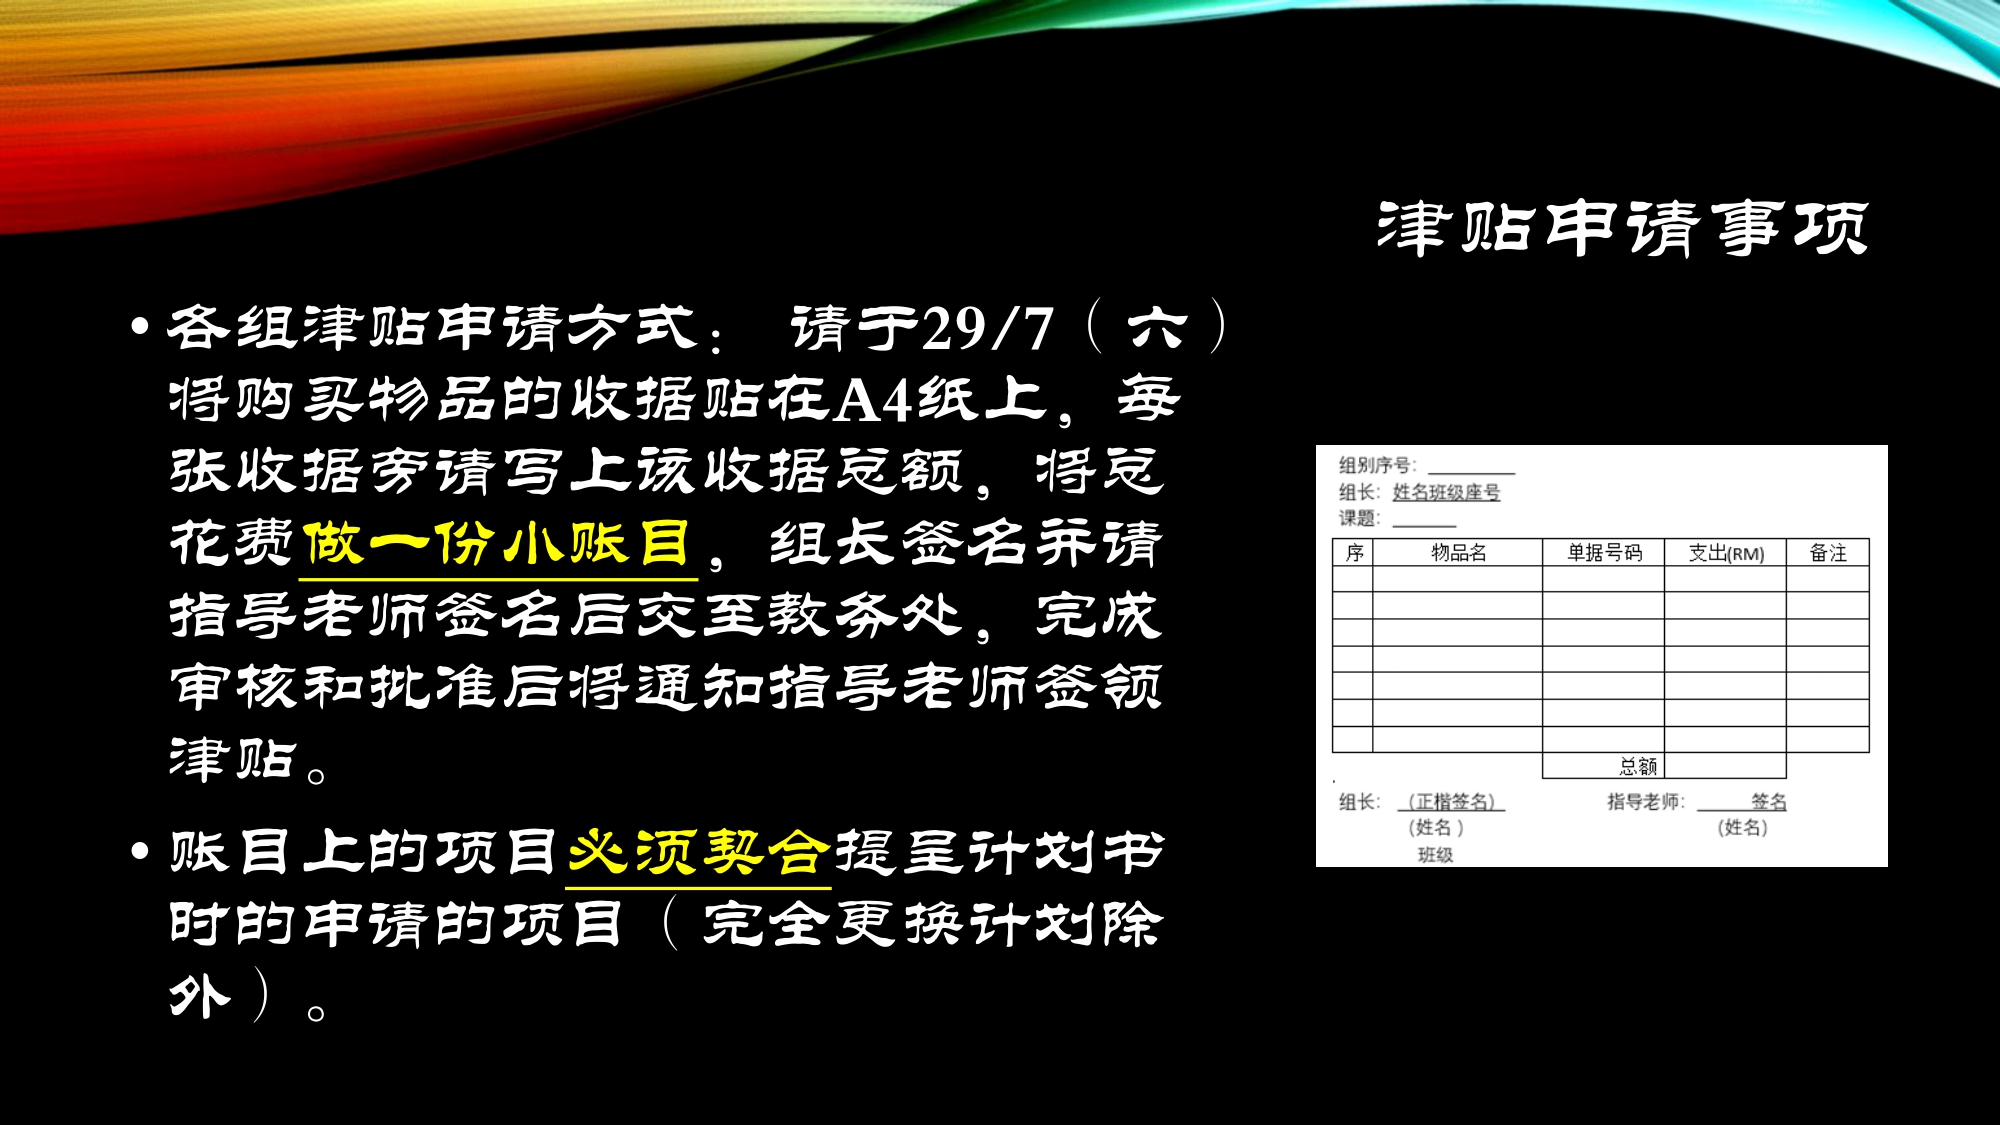 津贴申请事项
• 各组津贴申请方式： 请于29/7（六）
将购买物品的收据贴在A4纸上，每
张收据旁请写上该收据总额，将总
花费做一份小账目，组长签名并请
指导老师签名后交至教务处，完成
审核和批准后将通知指导老师签领
津贴。
• 账目上的项目必须契合提呈计划书
时的申请的项目（完全更换计划除
外）。
组别序号：
组长：姓名班级座号
课题：
序 物品名 单据号码 支出(RM) 备注
总额
组长：（正楷签名） 指导老师： 签名
（姓名） （姓名）
班级